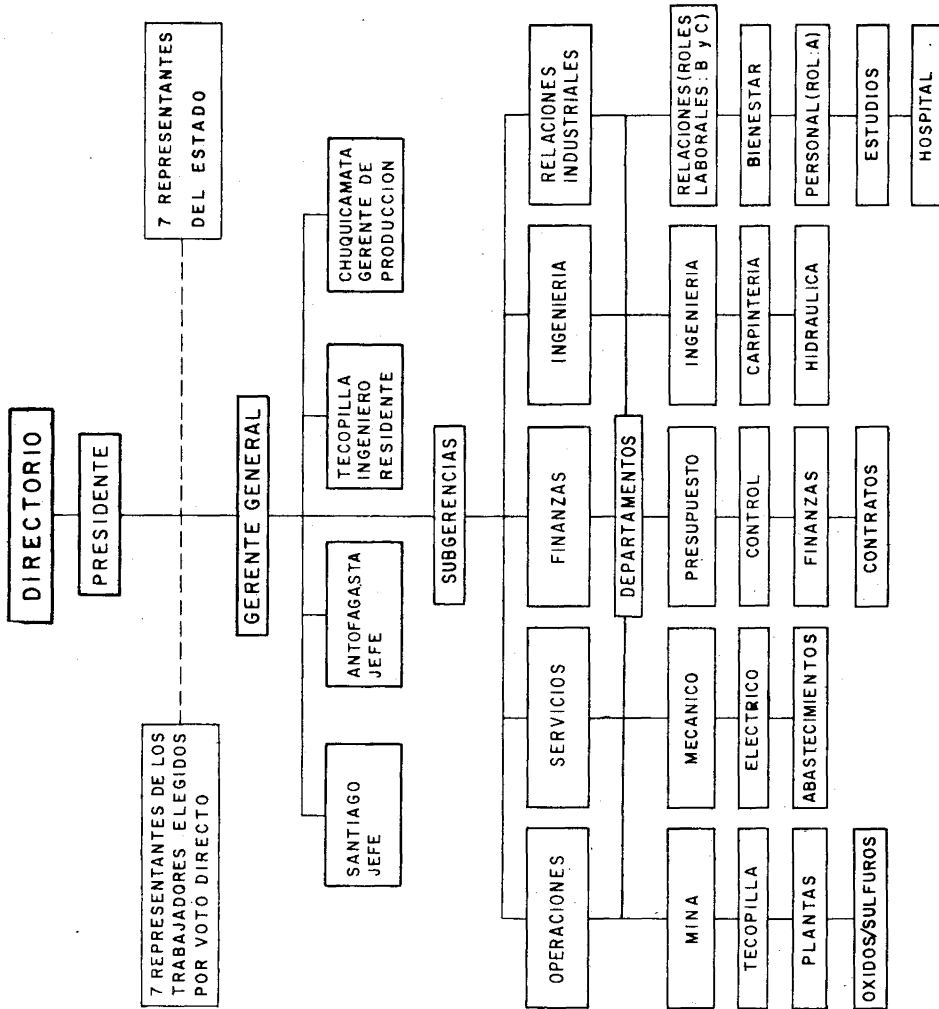 DIRECTORIO
PRESIDENTE
7 REPRESENTANTES DE LOS
TRABAJADORES ELEGIDOS
POR VOTO DIRECTO
7 REPRESENTANTES
DEL ESTADO
GERENTE GENERAL
SANTIAGO
JEFE
ANTOFAGASTA
JEFE
TECOPILLA
INGENIERO
RESIDENTE
CHUQUICAMATA
GERENTE DE
PRODUCCION
SUBGERENCIAS
OPERACIONES
SERVICIOS
FINANZAS
INGENIERIA
RELACIONES
INDUSTRIALES
DEPARTAMENTOS
MINA
TECOPILLA
PLANTAS
OXIDOS/SULFUROS
MECANICO
ELECTRICO
ABASTECIMIENTOS
PRESUPUESTO
CONTROL
FINANZAS
CONTRATOS
INGENIERIA
CARPINTERIA
HIDRAULICA
RELACIONES (ROLES
LABORALES: B y C)
BIENESTAR
PERSONAL (ROL:A)
ESTUDIOS
HOSPITAL